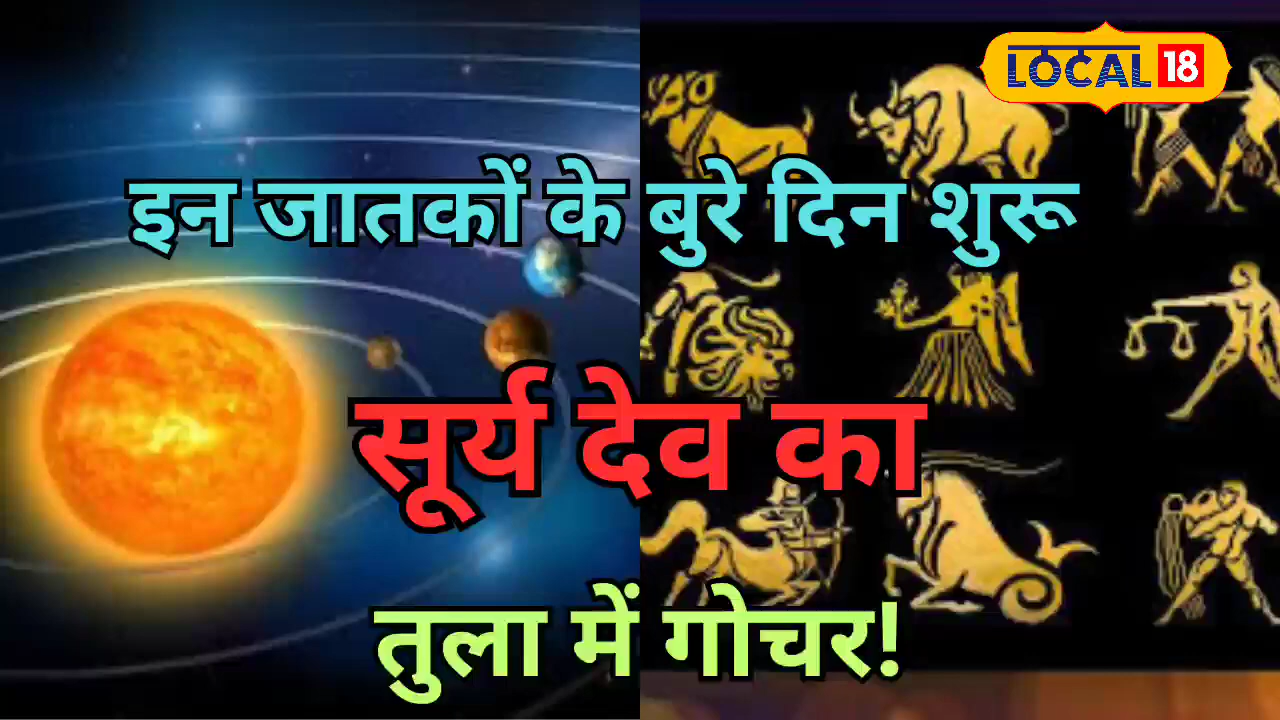 LOCAL 18
इन जातकों के बुरे दिन शुरू
सूर्य देव का
तुला में गोचर!